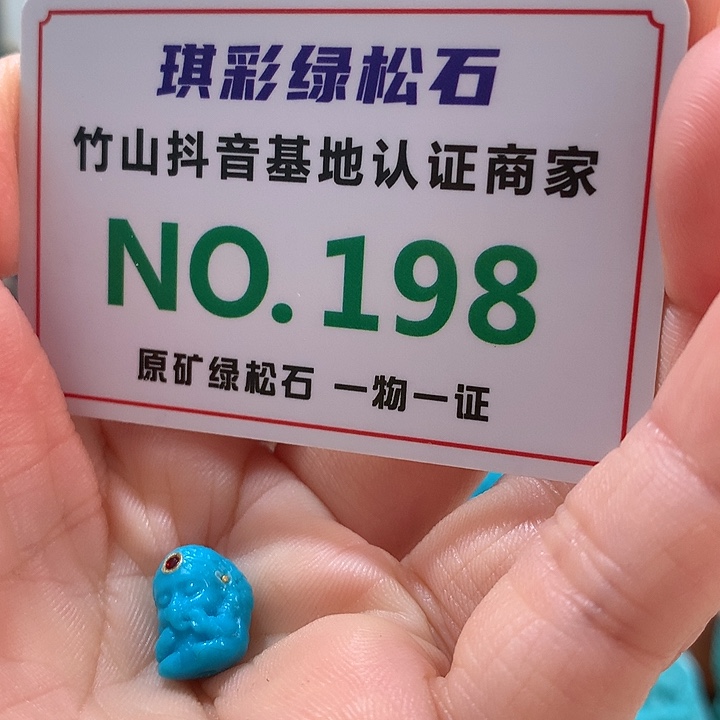 琪彩绿松石
竹山抖音基地认证商家
NO.198
原矿绿松石 一物一证